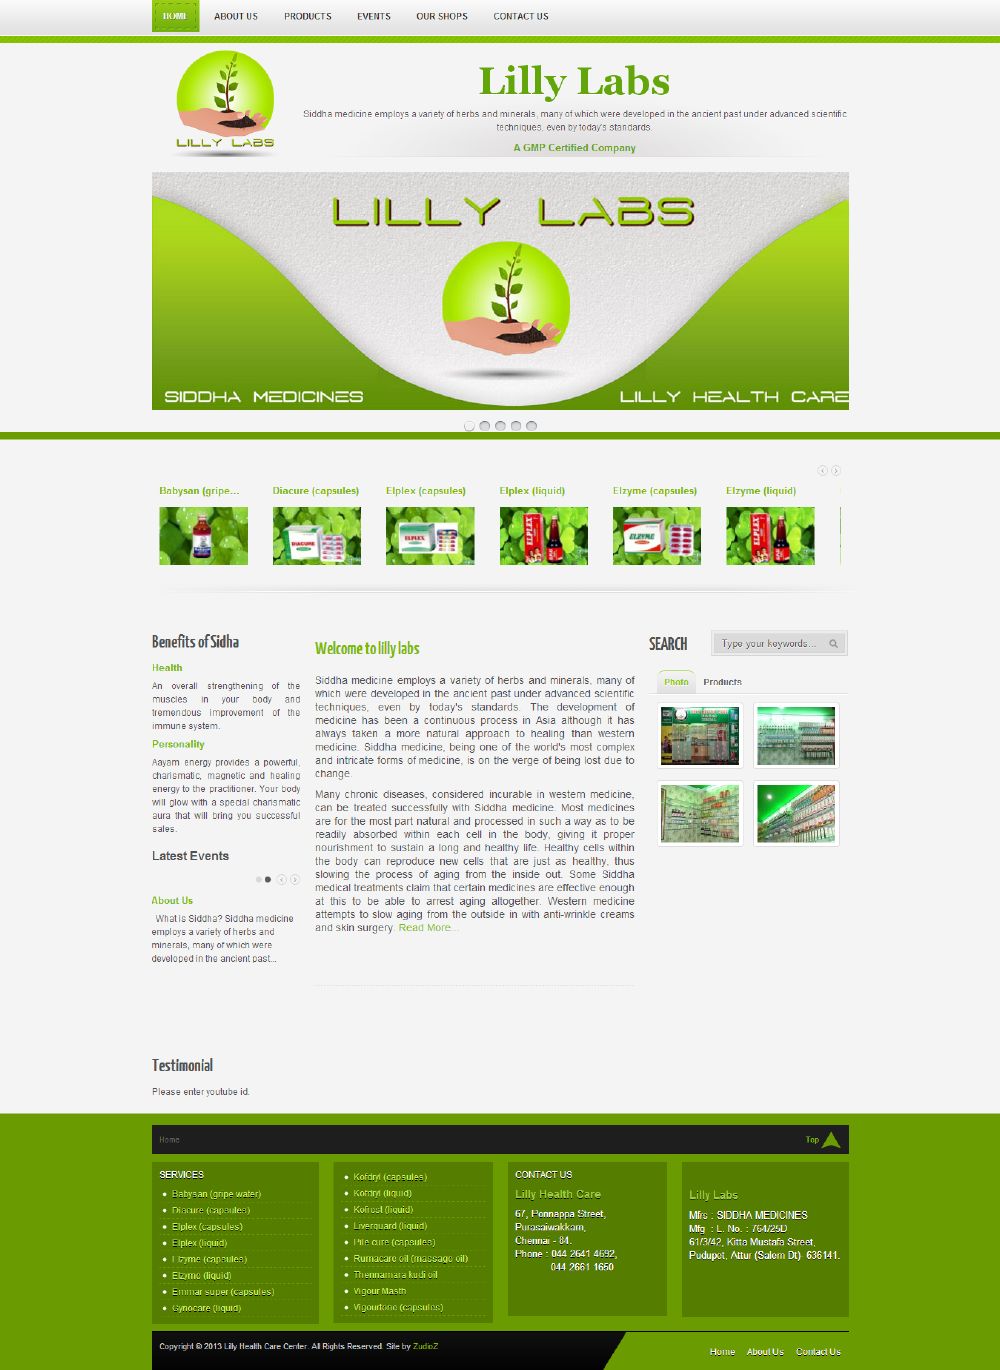 HOME
ABOUT US
PRODUCTS
EVENTS
OUR SHOPS
CONTACT US
LILLY LABS
Lilly Labs
Siddha medicine employs a variety of herbs and minerals, many of which were developed in the ancient past under advanced scientific
techniques, even by today's standards.
A GMP Certified Company
LILLY LABS
SIDDHA MEDICINES
LILLY HEALTH CARE
Babysan (gripe...
Diacure (capsules)
Elplex (capsules)
Elplex (liquid)
Elzyme (capsules)
Elzyme (liquid)
DIACURE
ELPLEX
ELPLEX
ELZYME
Benefits of Sidha
Health
An overall strengthening of the
muscles in your body and
tremendous improvement of the
immune system.
Personality
Aayam energy provides a powerful,
charismatic, magnetic and healing
energy to the practitioner. Your body
will glow with a special charismatic
aura that will bring you successful
sales.
Latest Events
About Us
What is Siddha? Siddha medicine
employs a variety of herbs and
minerals, many of which were
developed in the ancient past...
Welcome to lilly labs
Siddha medicine employs a variety of herbs and minerals, many of
which were developed in the ancient past under advanced scientific
techniques, even by today's standards. The development of
medicine has been a continuous process in Asia although it has
always taken a more natural approach to healing than western
medicine. Siddha medicine, being one of the world's most complex
and intricate forms of medicine, is on the verge of being lost due to
change.
Many chronic diseases, considered incurable in western medicine,
can be treated successfully with Siddha medicine. Most medicines
are for the most part natural and processed in such a way as to be
readily absorbed within each cell in the body, giving it proper
nourishment to sustain a long and healthy life. Healthy cells within
the body can reproduce new cells that are just as healthy, thus
slowing the process of aging from the inside out. Some Siddha
medical treatments claim that certain medicines are effective enough
at this to be able to arrest aging altogether. Western medicine
attempts to slow aging from the outside in with anti-wrinkle creams
and skin surgery. Read More...
SEARCH
Type your keywords...
Photo
Products
Testimonial
Please enter youtube id.
Home
Top
SERVICES
Babysan (gripe water)
Diacure (capsules)
Elplex (capsules)
Elplex (liquid)
Elzyme (capsules)
Elzyme (liquid)
Emmar super (capsules)
Gynocare (liquid)
Kofdryl (capsules)
Kofdryl (liquid)
Kofrost (liquid)
Liverguard (liquid)
Pile cure (capsules)
Rumacare oil (massage oil)
Thennamara kudi oil
Vigour Masth
Vigourtone (capsules)
CONTACT US
Lilly Health Care
67, Ponnappa Street,
Purasaiwakkam,
Chennai - 84.
Phone : 044 2641 4692,
044 2661 1650
Lilly Labs
Mfrs : SIDDHA MEDICINES
Mfg : L. No. : 764/25D
61/3/42, Kitta Mustafa Street,
Pudupet, Attur (Salem Dt) 636141.
Copyright © 2013 Lilly Health Care Center. All Rights Reserved. Site by ZudioZ
Home
About Us
Contact Us